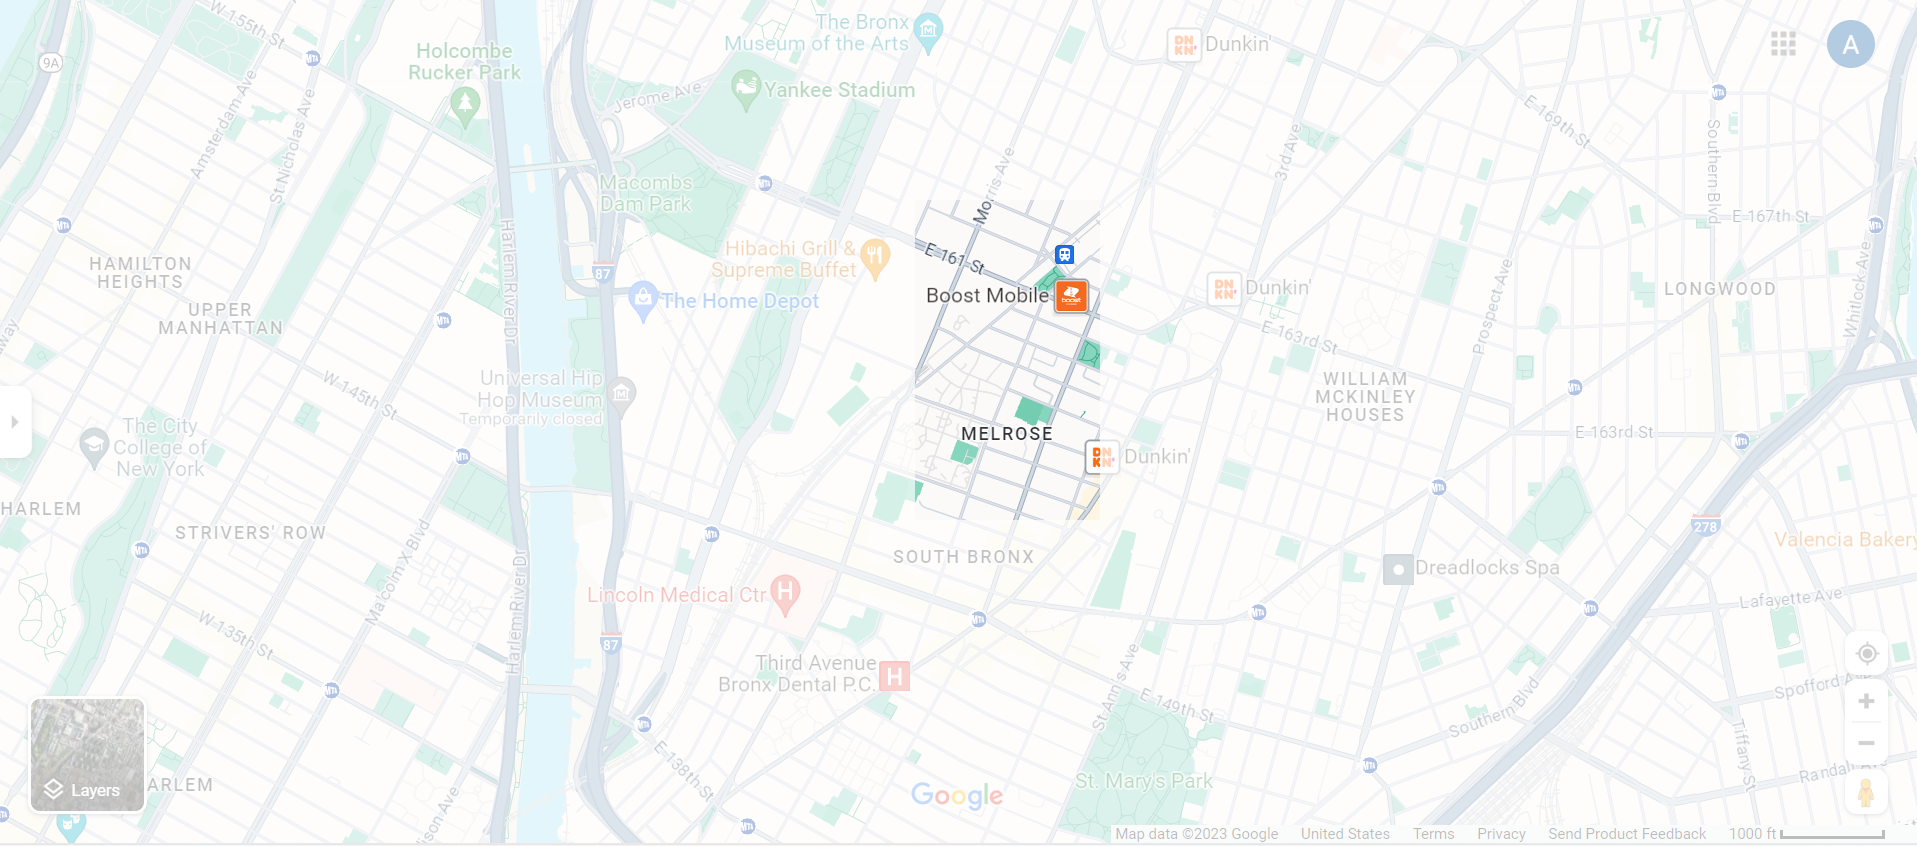 W 155th St
9A
Holcombe
Rucker Park
The Bronx
Museum of the Arts
DN
KN'
Dunkin'
A
Jerome Ave
Yankee Stadium
Amsterdam Ave
St Nicholas Ave
E 169th St
3rd Ave
Southern Blvd
Macombs
Dam Park
E 167th St
Hibachi Grill &
Supreme Buffet
E 161 St
HAMILTON
HEIGHTS
87
The Home Depot
Boost Mobile
boost
DN
KN'
Dunkin'
LONGWOOD
Harlem River Dr
UPPER
MANHATTAN
E 163rd St
Prospect Ave
Whitlock Ave
W 145th St
Universal Hip
Hop Museum
Temporarily closed
WILLIAM
MCKINLEY
HOUSES
The City
College of
New York
MELROSE
DN
KN'
Dunkin'
E 163rd St
HARLEM
STRIVERS' ROW
Malcolm X Blvd
278
Valencia Bakery
SOUTH BRONX
Dreadlocks Spa
Lincoln Medical Ctr
H
Lafayette Ave
W 135th St
Harlem River Dr
87
Third Avenue
Bronx Dental P.C.
H
St Ann's Ave
E 149th St
Southern Blvd
Tiffany St
E 138th St
St. Mary's Park
Layers
Google
Map data ©2023 Google
United States
Terms
Privacy
Send Product Feedback
1000 ft